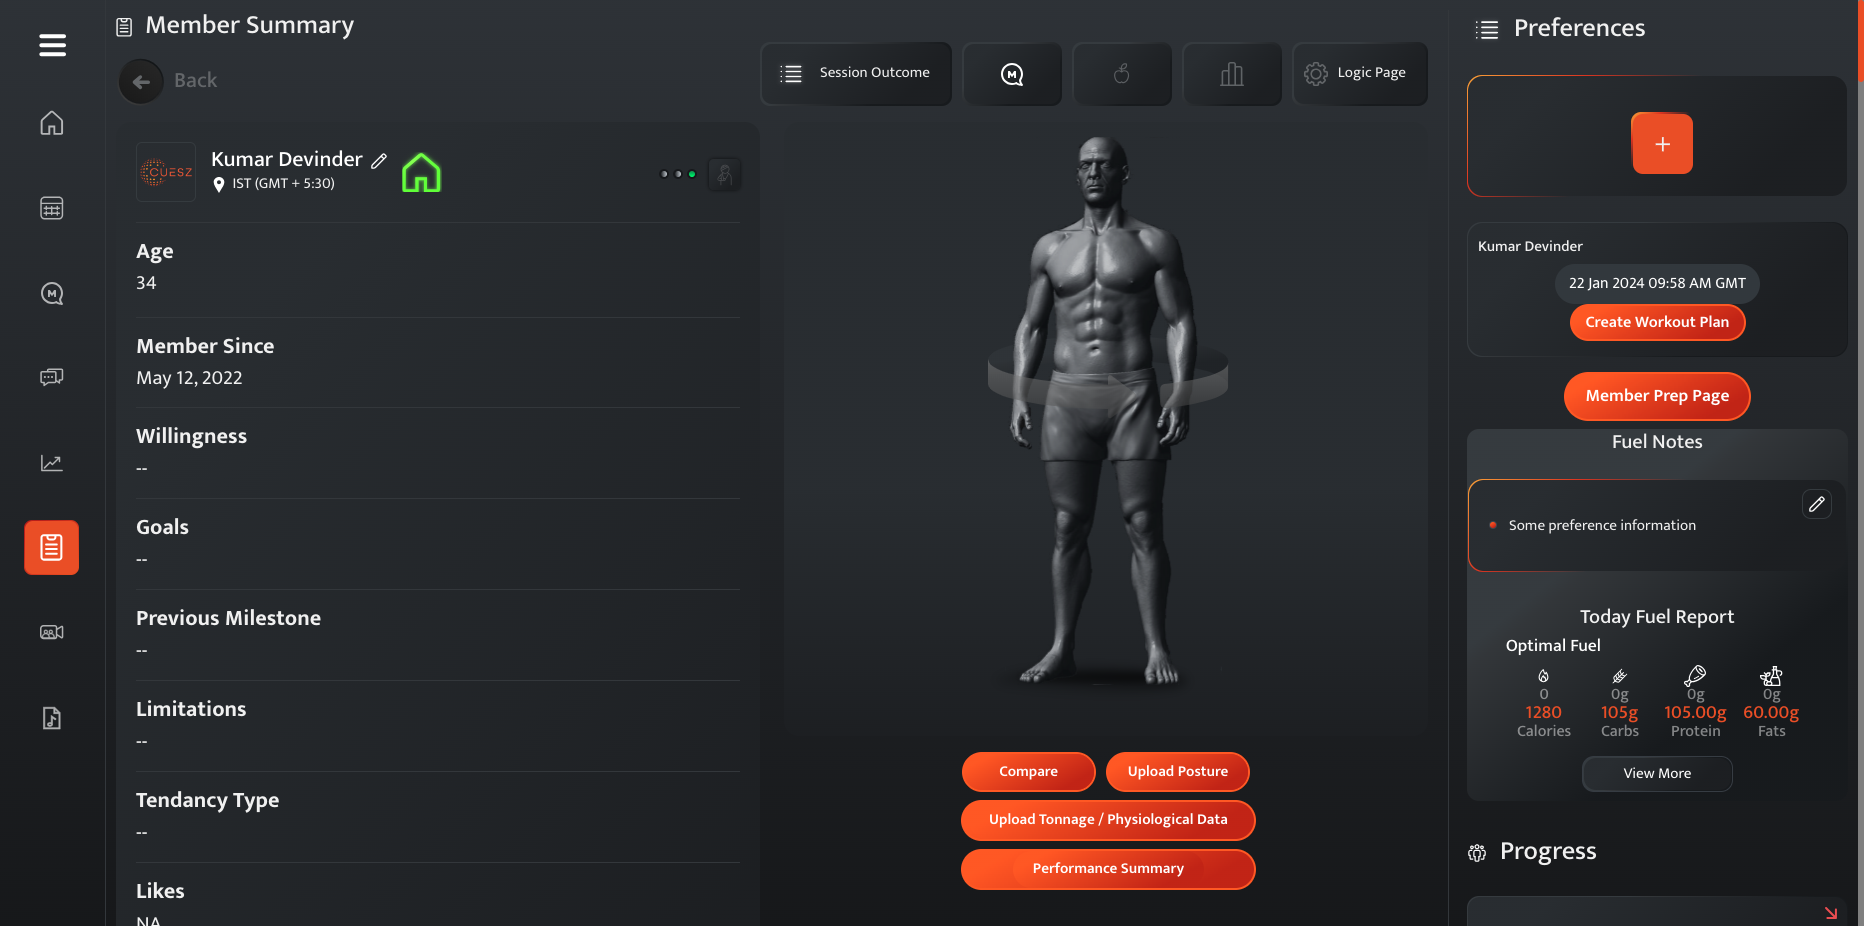 Member Summary
Back
Session Outcome
M
Logic Page
CUESZ
Kumar Devinder
IST (GMT + 5:30)
Age
34
Member Since
May 12, 2022
Willingness
--
Goals
--
Previous Milestone
--
Limitations
--
Tendancy Type
--
Likes
NA
Compare
Upload Posture
Upload Tonnage / Physiological Data
Performance Summary
Preferences
+
Kumar Devinder
22 Jan 2024 09:58 AM GMT
Create Workout Plan
Member Prep Page
Fuel Notes
Some preference information
Today Fuel Report
Optimal Fuel
0 0g 0g 0g
1280 105g 105.00g 60.00g
Calories Carbs Protein Fats
View More
Progress